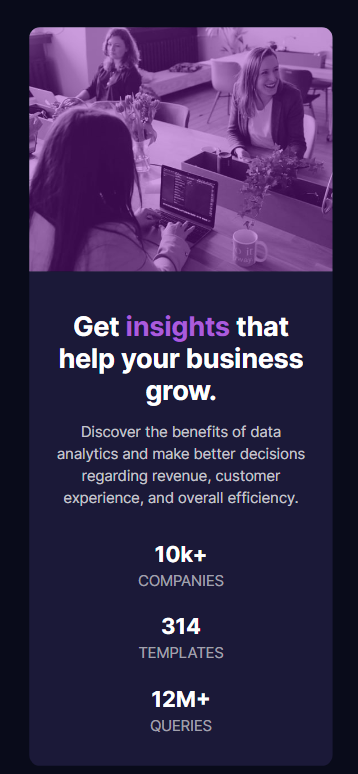 Get insights that
help your business
grow.
Discover the benefits of data
analytics and make better decisions
regarding revenue, customer
experience, and overall efficiency.
10k+
COMPANIES
314
TEMPLATES
12M+
QUERIES